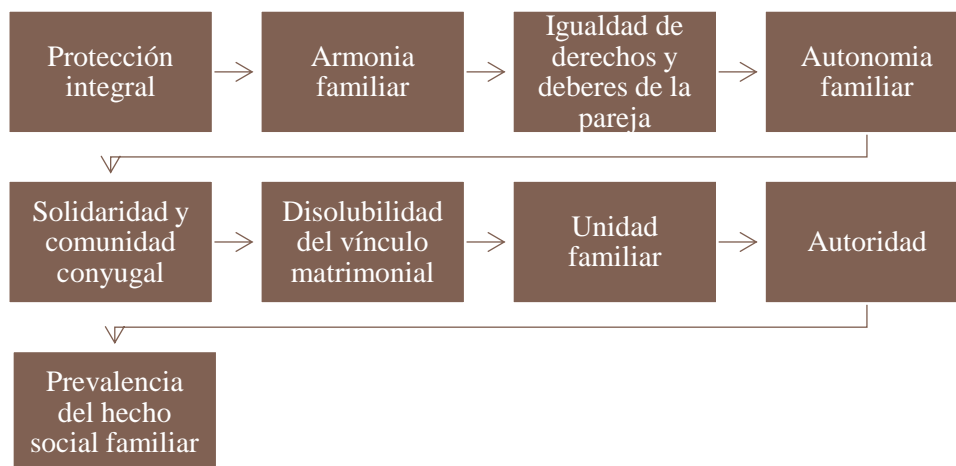 Protección
integral
Armonia
familiar
Igualdad de
derechos y
deberes de la
pareja
Autonomia
familiar
Solidaridad y
comunidad
conyugal
Disolubilidad
del vínculo
matrimonial
Unidad
familiar
Autoridad
Prevalencia
del hecho
social familiar